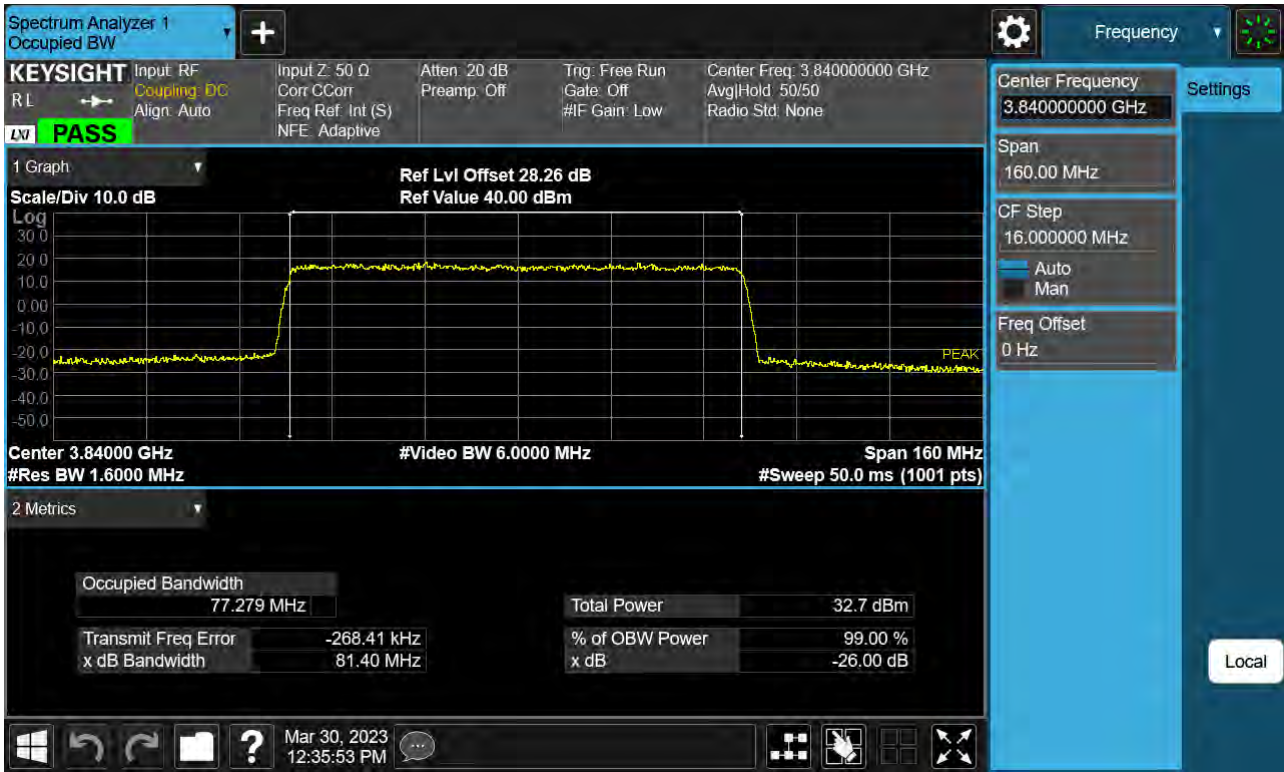 Spectrum Analyzer 1
Occupied BW
+
Frequency
KEYSIGHT
RL
LXI PASS
Input: RF
Coupling: DC
Align: Auto
Input Z: 50 Ω
Corr CCorr
Freq Ref: Int (S)
NFE: Adaptive
Atten: 20 dB
Preamp: Off
Trig: Free Run
Gate: Off
#IF Gain: Low
Center Freq: 3.840000000 GHz
Avg|Hold: 50/50
Radio Std: None
Center Frequency
3.840000000 GHz
Settings
Span
160.00 MHz
CF Step
16.000000 MHz
Auto
Man
Freq Offset
0 Hz
Local
1 Graph
Ref Lvl Offset 28.26 dB
Scale/Div 10.0 dB
Ref Value 40.00 dBm
Log
30.0
20.0
10.0
0.00
-10.0
-20.0
-30.0
-40.0
-50.0
PEAK
Center 3.84000 GHz
#Video BW 6.0000 MHz
Span 160 MHz
#Res BW 1.6000 MHz
#Sweep 50.0 ms (1001 pts)
2 Metrics
Occupied Bandwidth
77.279 MHz
Total Power 32.7 dBm
Transmit Freq Error -268.41 kHz
% of OBW Power 99.00 %
x dB Bandwidth 81.40 MHz
x dB -26.00 dB
?
Mar 30, 2023
12:35:53 PM